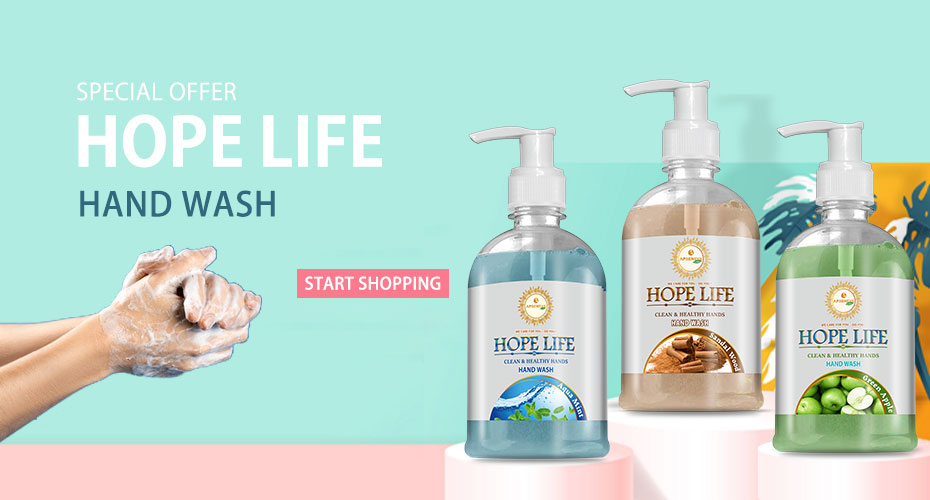 SPECIAL OFFER
HOPE LIFE
HAND WASH
START SHOPPING
HOPE LIFE
CLEAN & HEALTHY HANDS
HAND WASH
Aqua Mint
HOPE LIFE
CLEAN & HEALTHY HANDS
HAND WASH
Sandal Wood
HOPE LIFE
CLEAN & HEALTHY HANDS
HAND WASH
Green Apple